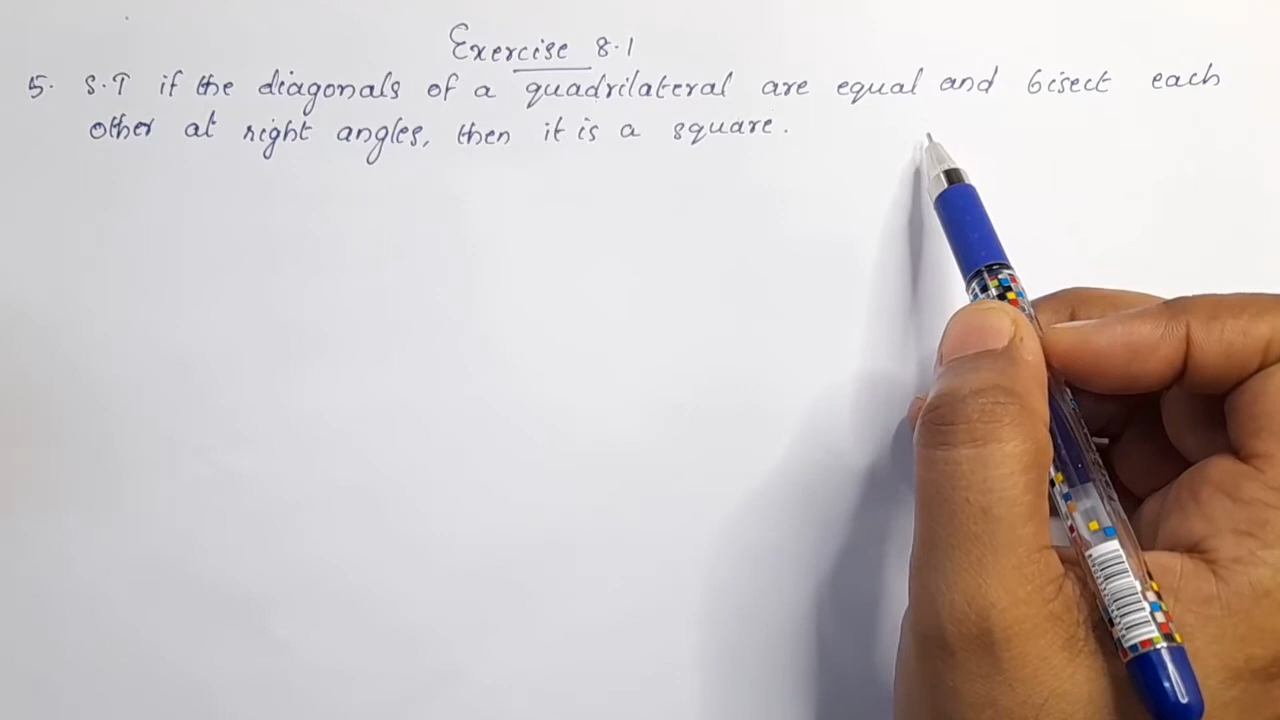 Exercise 8.1
5. S.T if the diagonals of a quadrilateral are equal and bisect each
other at right angles, then it is a square.